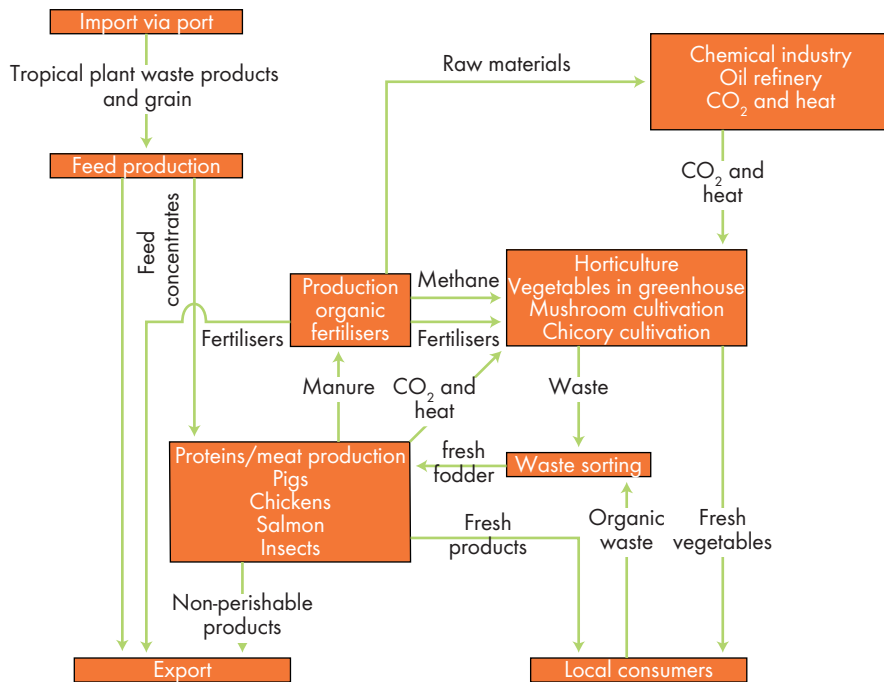 Import via port
Tropical plant waste products
and grain
Feed production
Feed
concentrates
Raw materials
Chemical industry
Oil refinery
CO₂ and heat
CO₂ and
heat
Production
organic
fertilisers
Methane
Fertilisers
Fertilisers
Horticulture
Vegetables in greenhouse
Mushroom cultivation
Chicory cultivation
Manure
CO₂ and
heat
Waste
Proteins/meat production
Pigs
Chickens
Salmon
Insects
fresh
fodder
Waste sorting
Fresh
products
Organic
waste
Fresh
vegetables
Non-perishable
products
Export
Local consumers